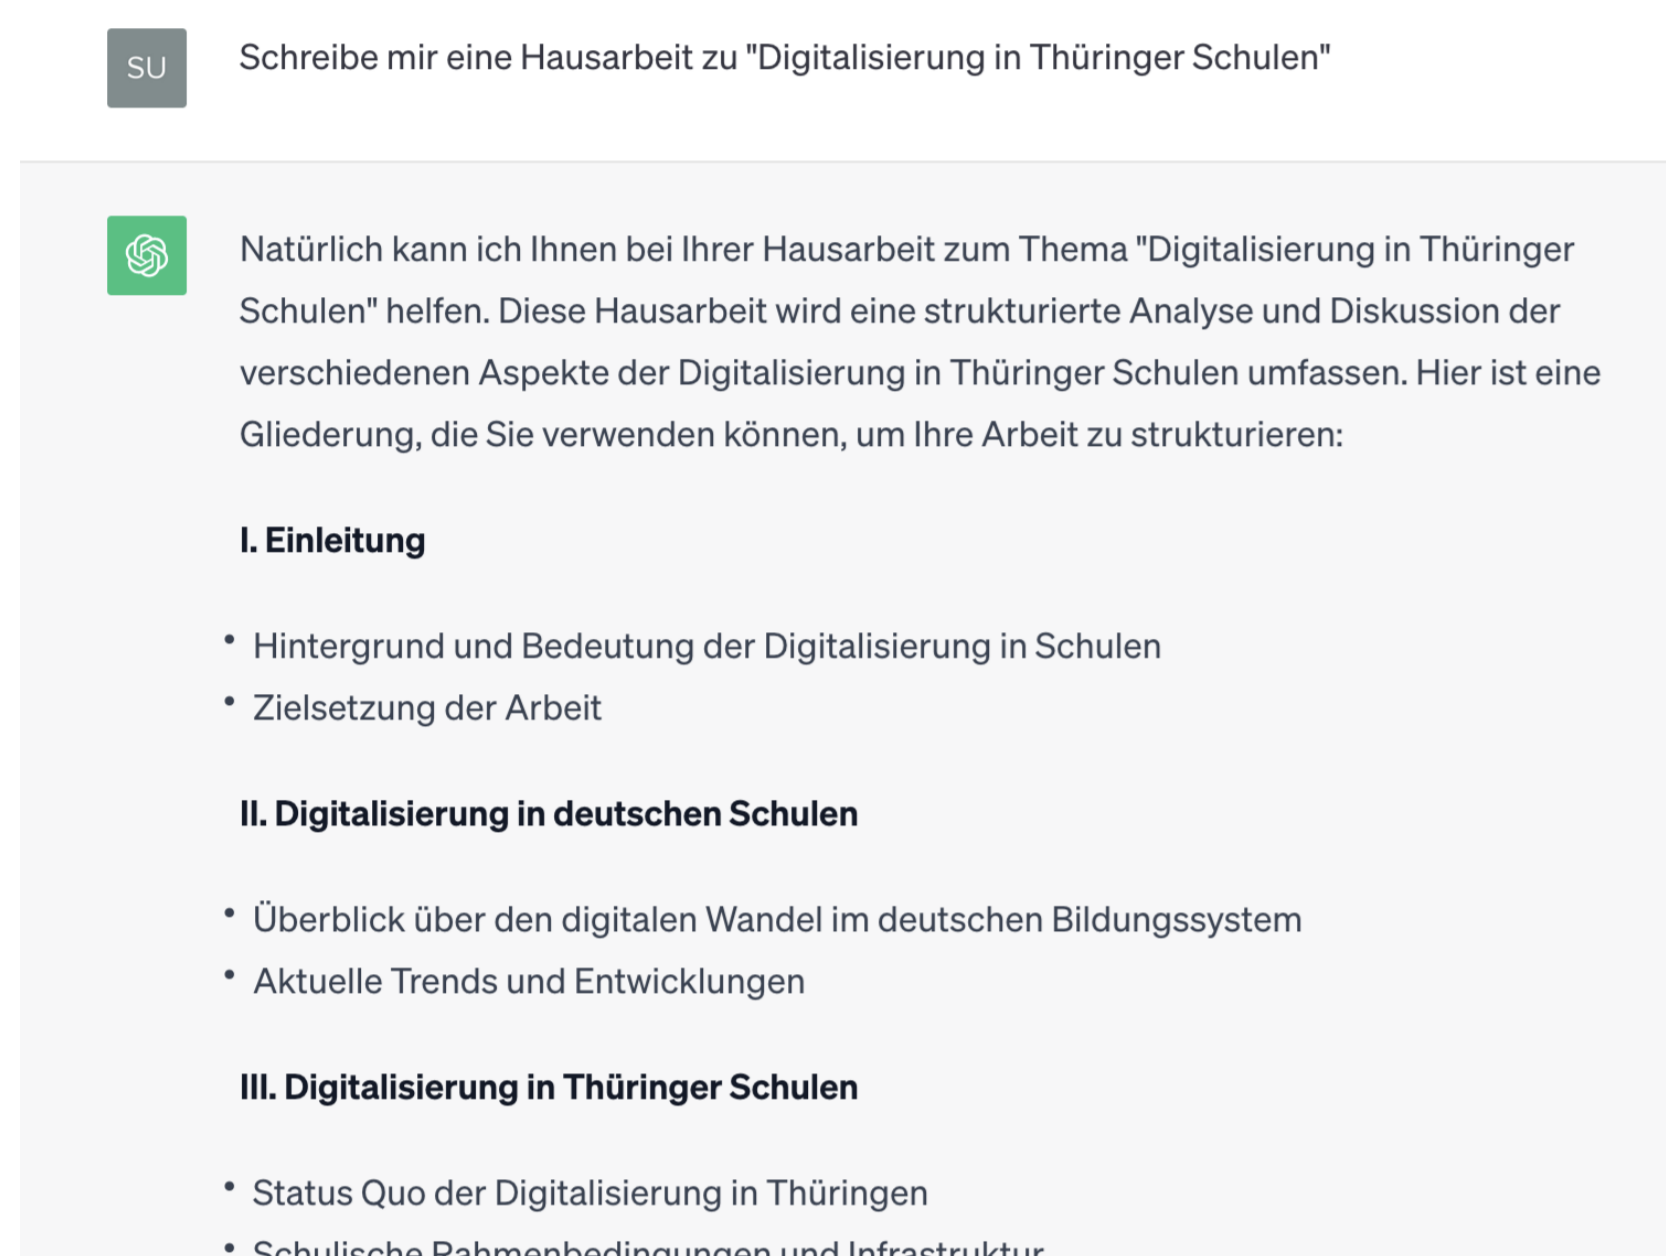 SU
Schreibe mir eine Hausarbeit zu "Digitalisierung in Thüringer Schulen"
Natürlich kann ich Ihnen bei Ihrer Hausarbeit zum Thema "Digitalisierung in Thüringer
Schulen" helfen. Diese Hausarbeit wird eine strukturierte Analyse und Diskussion der
verschiedenen Aspekte der Digitalisierung in Thüringer Schulen umfassen. Hier ist eine
Gliederung, die Sie verwenden können, um Ihre Arbeit zu strukturieren:
I. Einleitung
• Hintergrund und Bedeutung der Digitalisierung in Schulen
• Zielsetzung der Arbeit
II. Digitalisierung in deutschen Schulen
• Überblick über den digitalen Wandel im deutschen Bildungssystem
• Aktuelle Trends und Entwicklungen
III. Digitalisierung in Thüringer Schulen
• Status Quo der Digitalisierung in Thüringen
• Schulische Rahmenbedingungen und Infrastruktur